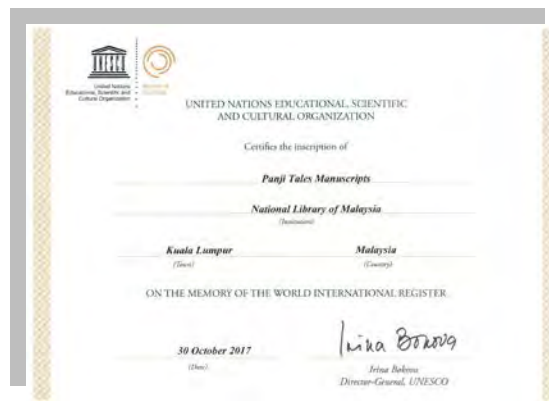 United Nations
Educational, Scientific and
Cultural Organization
Memory of
the World
UNITED NATIONS EDUCATIONAL, SCIENTIFIC
AND CULTURAL ORGANIZATION
Certifies the inscription of
Panji Tales Manuscripts
National Library of Malaysia
(Institution)
Kuala Lumpur Malaysia
(Town) (Country)
ON THE MEMORY OF THE WORLD INTERNATIONAL REGISTER
Irina Bokova
30 October 2017
(Date) Irina Bokova
Director-General, UNESCO